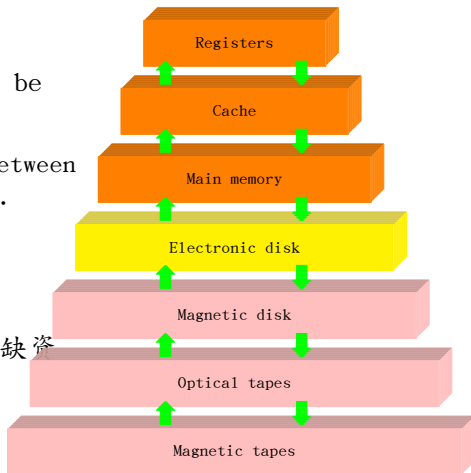 Registers
be
Cache
etween
Main memory
.
Electronic disk
Magnetic disk
缺资
Optical tapes
Magnetic tapes